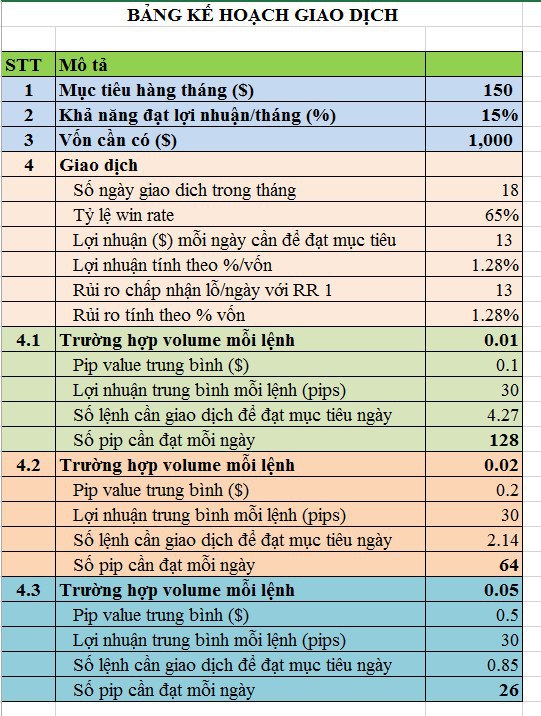 BẢNG KẾ HOẠCH GIAO DỊCH
STT Mô tả
1 Mục tiêu hàng tháng ($) 150
2 Khả năng đạt lợi nhuận/tháng (%) 15%
3 Vốn cần có ($) 1,000
4 Giao dịch
Số ngày giao dich trong tháng 18
Tỷ lệ win rate 65%
Lợi nhuận ($) mỗi ngày cần để đạt mục tiêu 13
Lợi nhuận tính theo %/vốn 1.28%
Rủi ro chấp nhận lỗ/ngày với RR 1 13
Rủi ro tính theo % vốn 1.28%
4.1 Trường hợp volume mỗi lệnh 0.01
Pip value trung bình ($) 0.1
Lợi nhuận trung bình mỗi lệnh (pips) 30
Số lệnh cần giao dịch để đạt mục tiêu ngày 4.27
Số pip cần đạt mỗi ngày 128
4.2 Trường hợp volume mỗi lệnh 0.02
Pip value trung bình ($) 0.2
Lợi nhuận trung bình mỗi lệnh (pips) 30
Số lệnh cần giao dịch để đạt mục tiêu ngày 2.14
Số pip cần đạt mỗi ngày 64
4.3 Trường hợp volume mỗi lệnh 0.05
Pip value trung bình ($) 0.5
Lợi nhuận trung bình mỗi lệnh (pips) 30
Số lệnh cần giao dịch để đạt mục tiêu ngày 0.85
Số pip cần đạt mỗi ngày 26